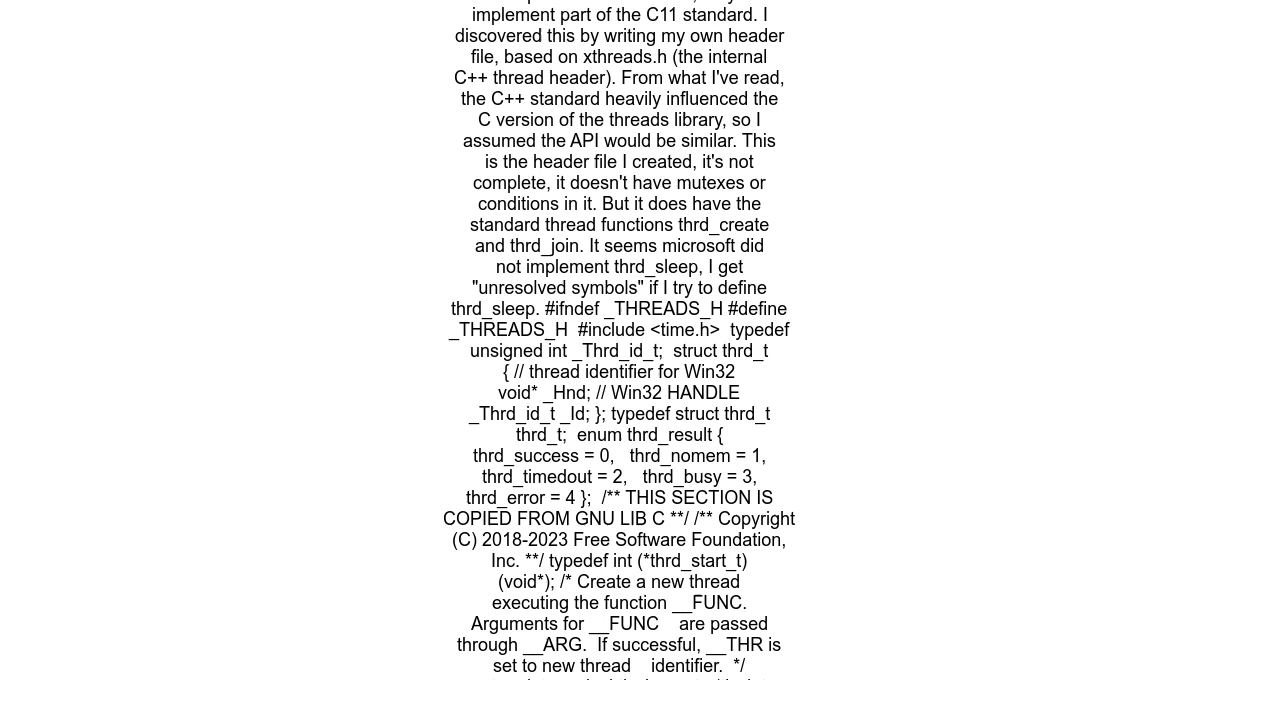 implement part of the C11 standard. I
discovered this by writing my own header
file, based on xthreads.h (the internal
C++ thread header). From what I've read,
the C++ standard heavily influenced the
C version of the threads library, so I
assumed the API would be similar. This
is the header file I created, it's not
complete, it doesn't have mutexes or
conditions in it. But it does have the
standard thread functions thrd_create
and thrd_join. It seems microsoft did
not implement thrd_sleep, I get
"unresolved symbols" if I try to define
thrd_sleep. #ifndef _THREADS_H #define
_THREADS_H  #include <time.h>  typedef
unsigned int _Thrd_id_t;  struct thrd_t
{ // thread identifier for Win32
void* _Hnd; // Win32 HANDLE
_Thrd_id_t _Id; }; typedef struct thrd_t
thrd_t;  enum thrd_result {
thrd_success = 0,   thrd_nomem = 1,
thrd_timedout = 2,   thrd_busy = 3,
thrd_error = 4 };  /** THIS SECTION IS
COPIED FROM GNU LIB C **/ /** Copyright
(C) 2018-2023 Free Software Foundation,
Inc. **/ typedef int (*thrd_start_t)
(void*); /* Create a new thread
executing the function __FUNC.
Arguments for __FUNC    are passed
through __ARG.  If successful, __THR is
set to new thread    identifier.  */